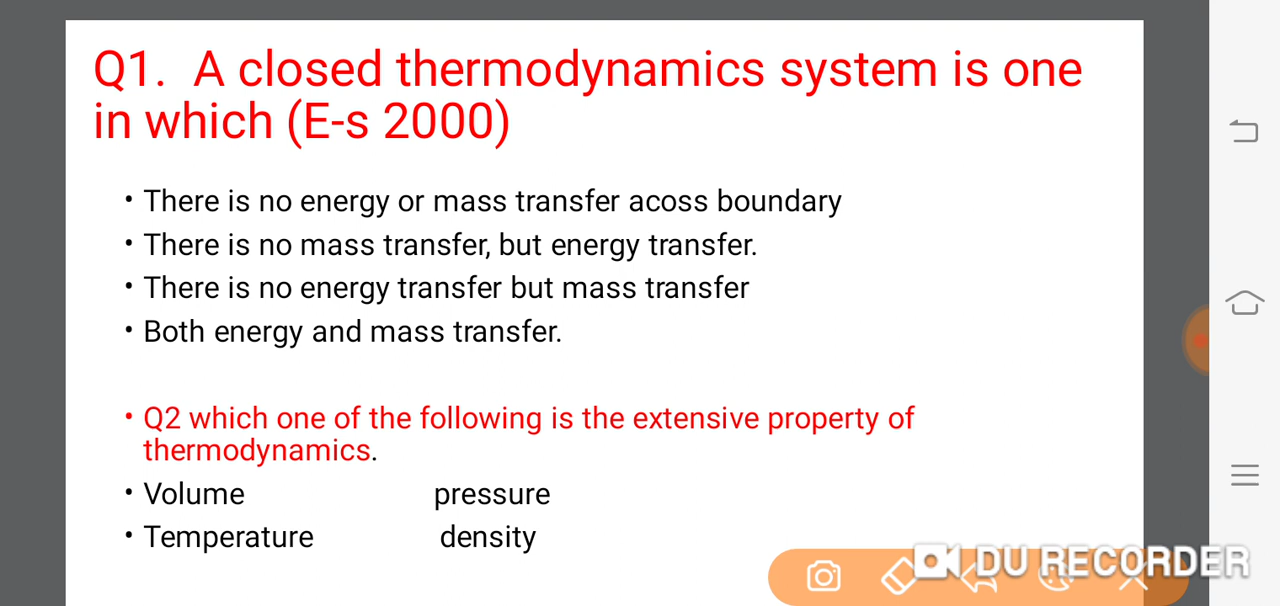 Q1. A closed thermodynamics system is one
in which (E-s 2000)
• There is no energy or mass transfer acoss boundary
• There is no mass transfer, but energy transfer.
• There is no energy transfer but mass transfer
• Both energy and mass transfer.
• Q2 which one of the following is the extensive property of
thermodynamics.
• Volume pressure
• Temperature density
DU RECORDER